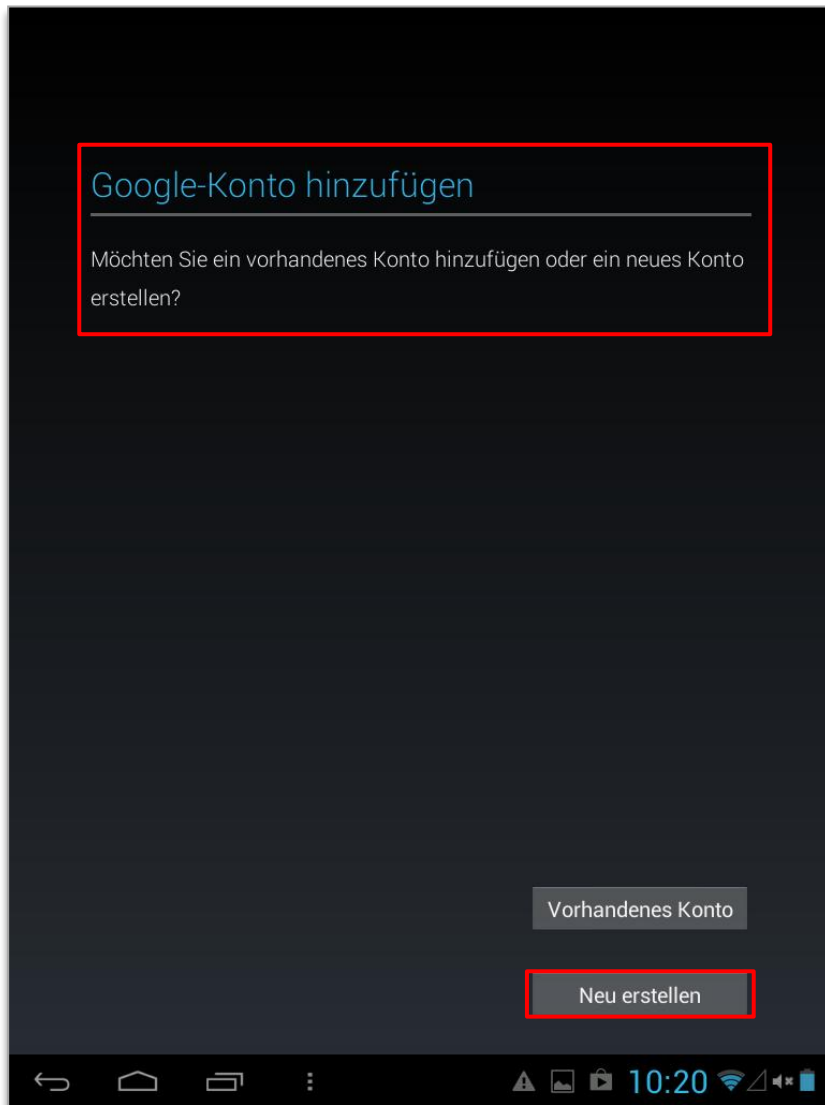 Google-Konto hinzufügen
Möchten Sie ein vorhandenes Konto hinzufügen oder ein neues Konto
erstellen?
Vorhandenes Konto
Neu erstellen
10:20